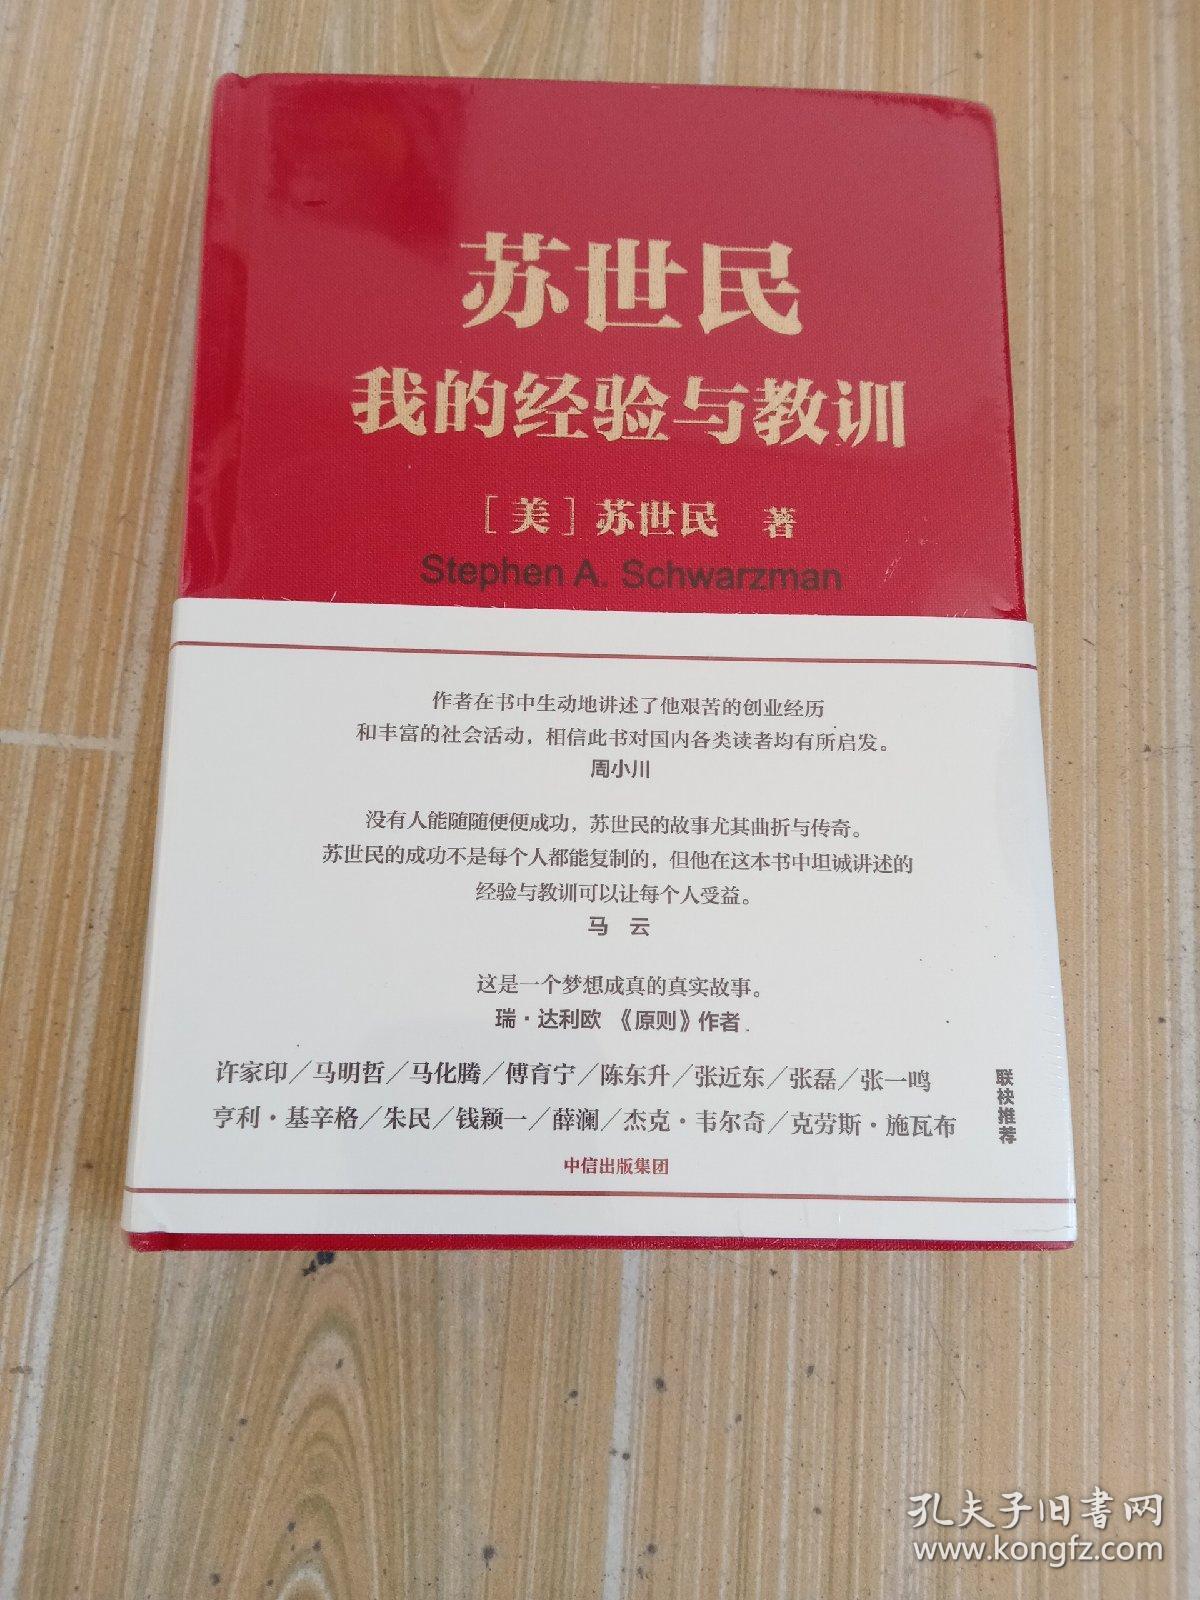 苏世民
我的经验与教训
［美］苏世民 著
Stephen A. Schwarzman
作者在书中生动地讲述了他艰苦的创业经历
和丰富的社会活动，相信此书对国内各类读者均有所启发。
周小川
没有人能随随便便成功，苏世民的故事尤其曲折与传奇。
苏世民的成功不是每个人都能复制的，但他在这本书中坦诚讲述的
经验与教训可以让每个人受益。
马 云
这是一个梦想成真的真实故事。
瑞·达利欧 《原则》作者
许家印／马明哲／马化腾／傅育宁／陈东升／张近东／张磊／张一鸣
亨利·基辛格／朱民／钱颖一／薛澜／杰克·韦尔奇／克劳斯·施瓦布
联袂推荐
中信出版集团
孔夫子旧书网
www.kongfz.com